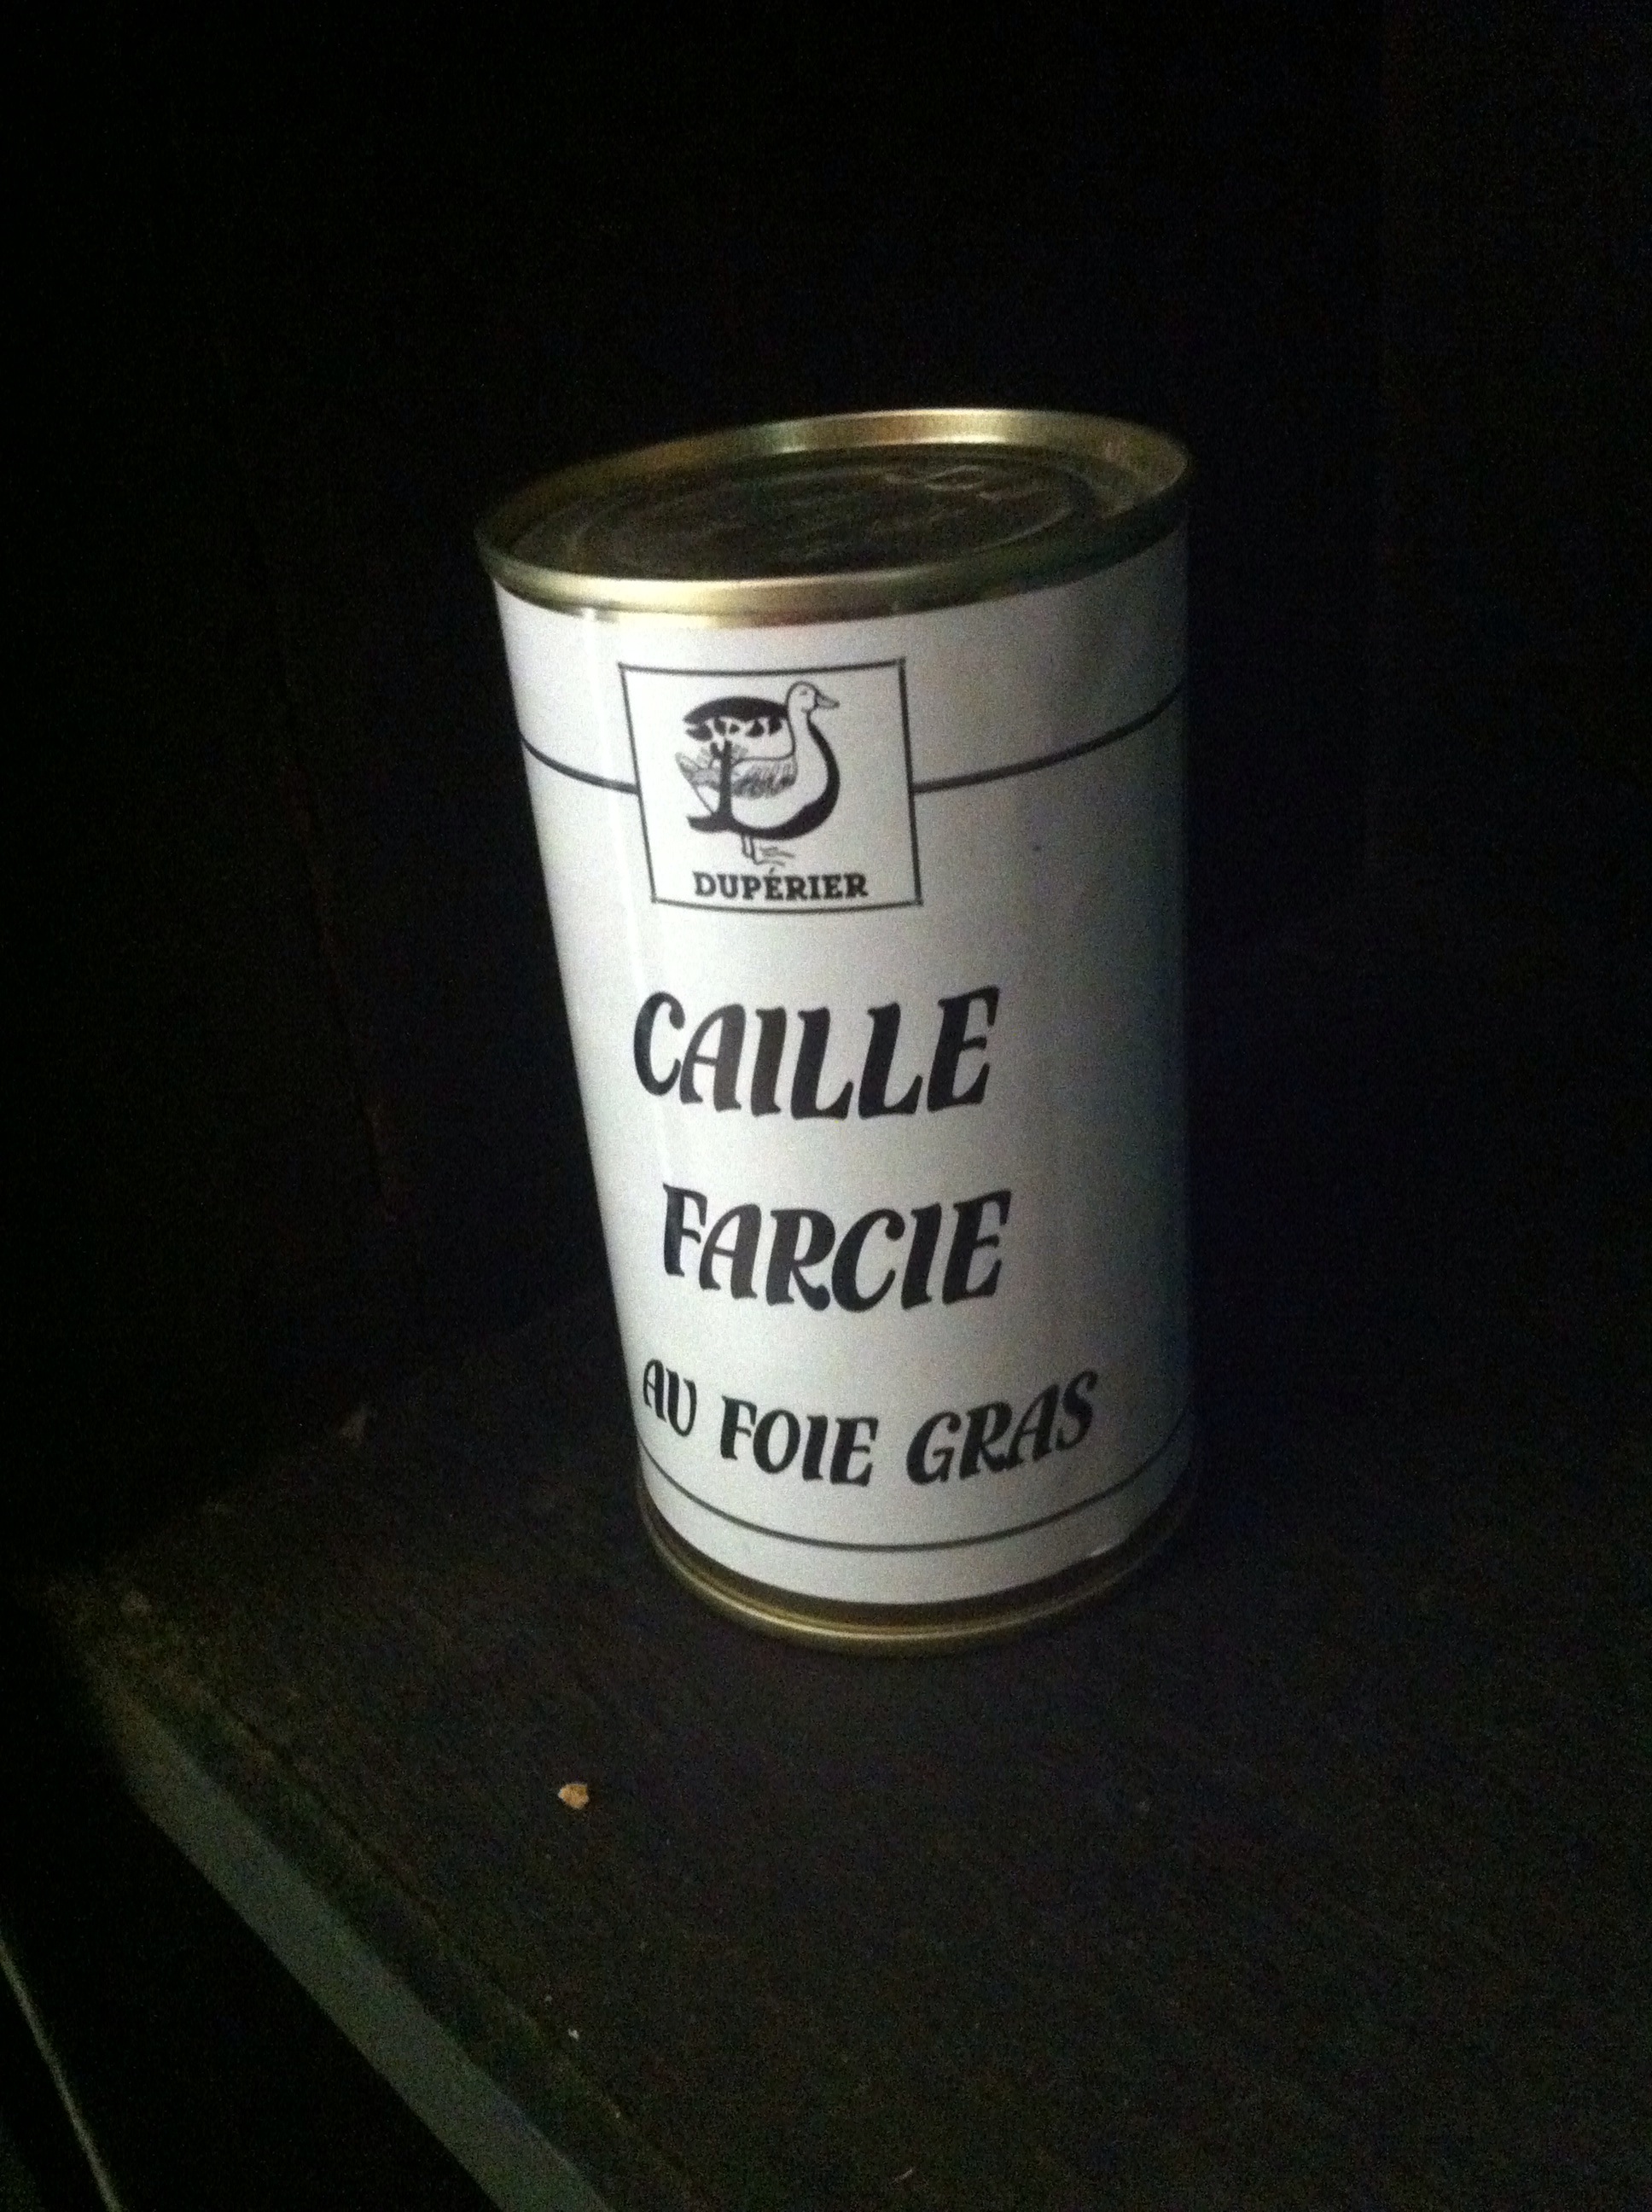 DUPÉRIER
CAILLE
FARCIE
AU FOIE GRAS